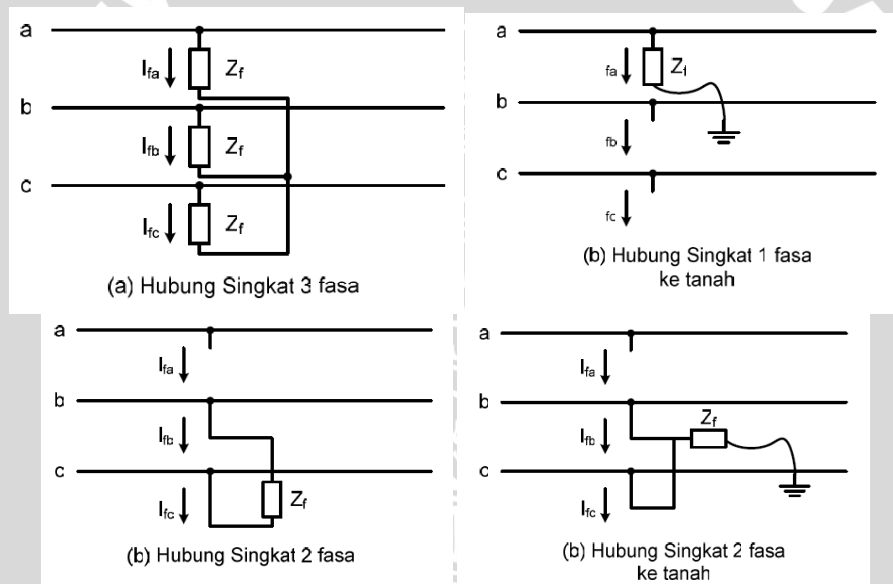 a
I_fa Z_f
b
I_fb Z_f
c
I_fc Z_f
(a) Hubung Singkat 3 fasa
a
fa Z_f
b
fb
c
fc
(b) Hubung Singkat 1 fasa
ke tanah
a
I_fa
b
I_fb
c
I_fc Z_f
(b) Hubung Singkat 2 fasa
a
I_fa
b
Z_f
I_fb
c
I_fc
(b) Hubung Singkat 2 fasa
ke tanah